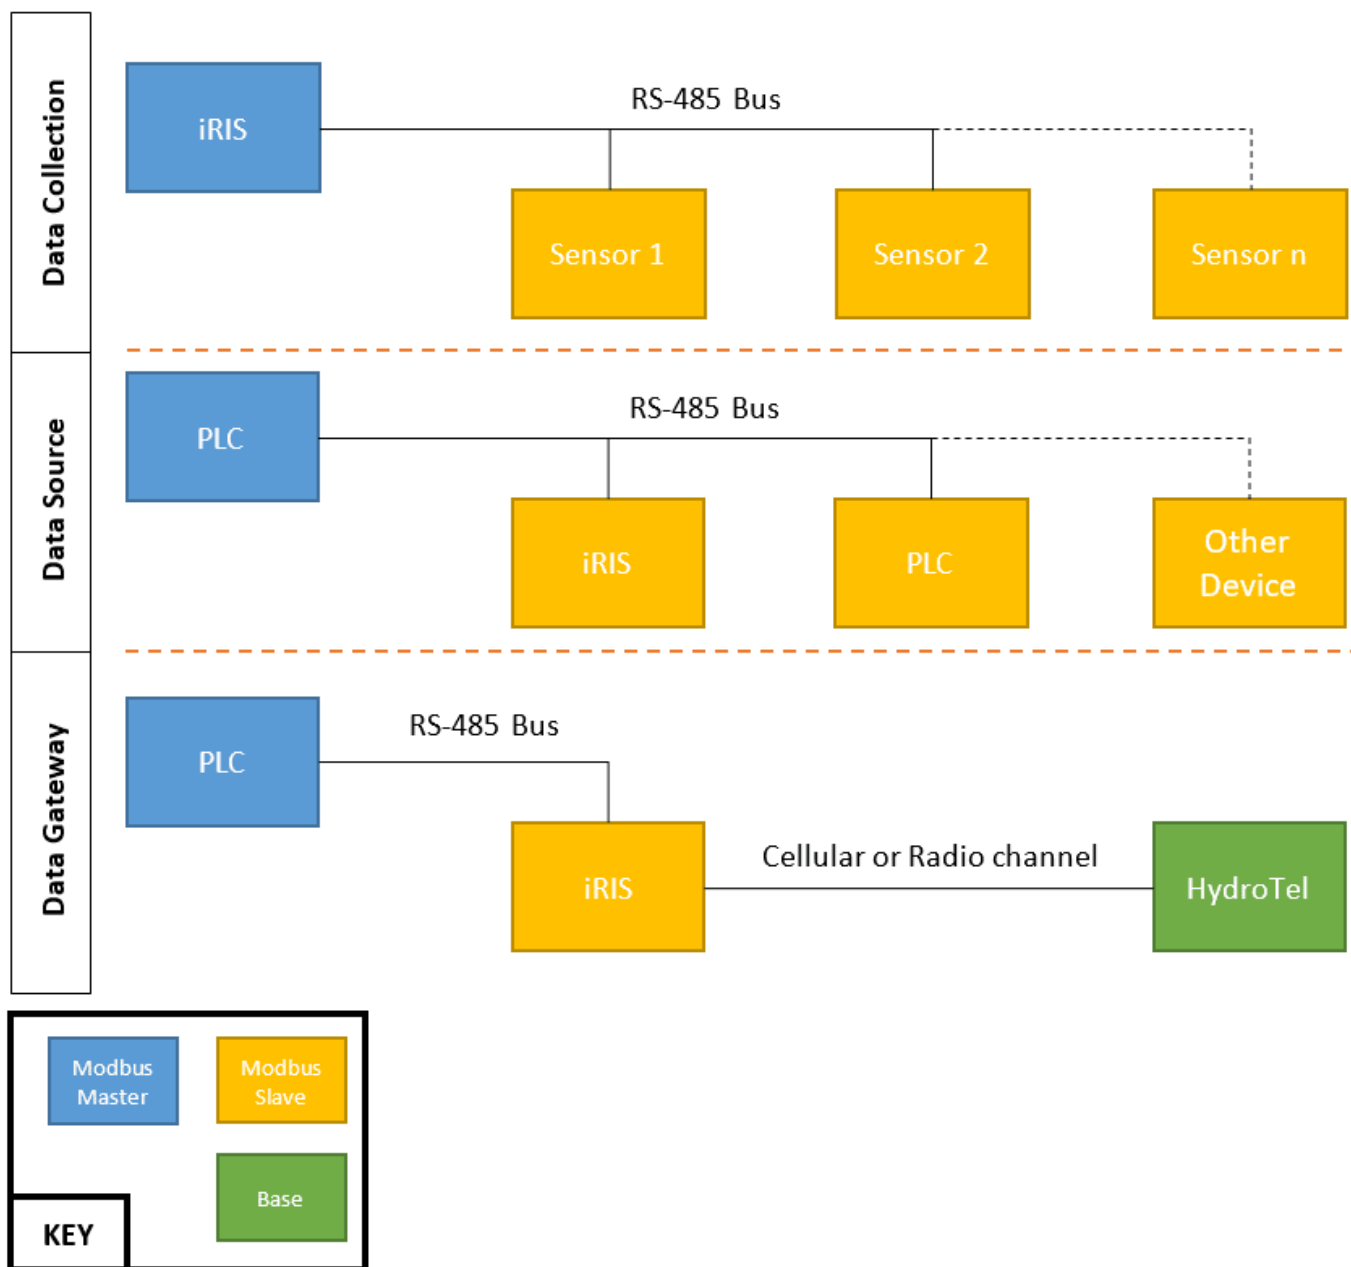 Data Collection
iRIS
RS-485 Bus
Sensor 1
Sensor 2
Sensor n
Data Source
PLC
RS-485 Bus
iRIS
PLC
Other
Device
Data Gateway
PLC
RS-485 Bus
iRIS
Cellular or Radio channel
HydroTel
Modbus
Master
Modbus
Slave
Base
KEY